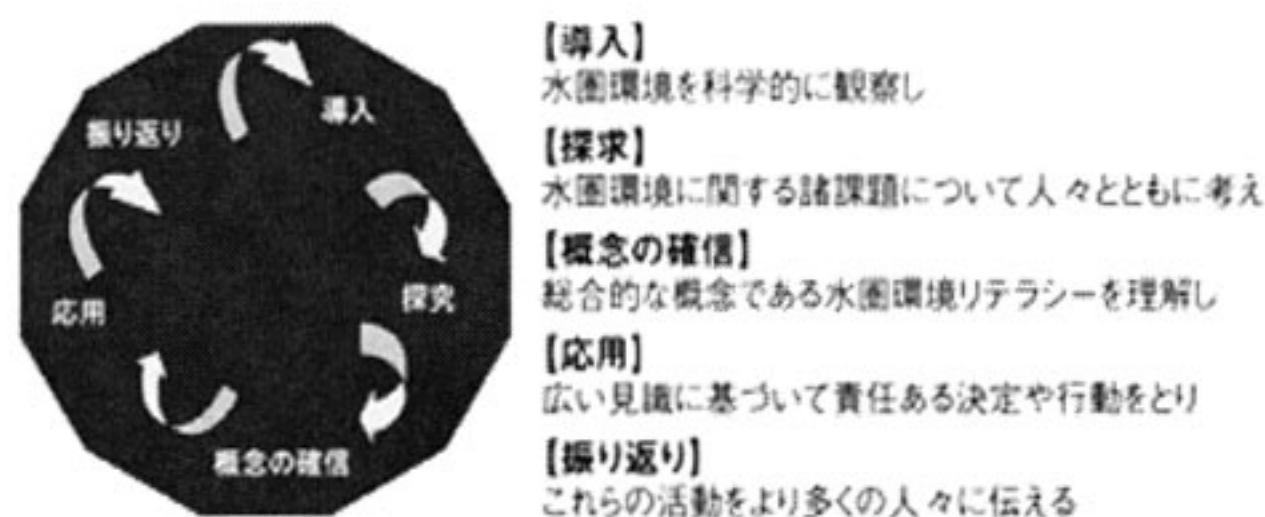 導入
探究
概念の確信
応用
振り返り
【導入】
水圏環境を科学的に観察し
【探求】
水圏環境に関する諸課題について人々とともに考え
【概念の確信】
総合的な概念である水圏環境リテラシーを理解し
【応用】
広い見識に基づいて責任ある決定や行動をとり
【振り返り】
これらの活動をより多くの人々に伝える